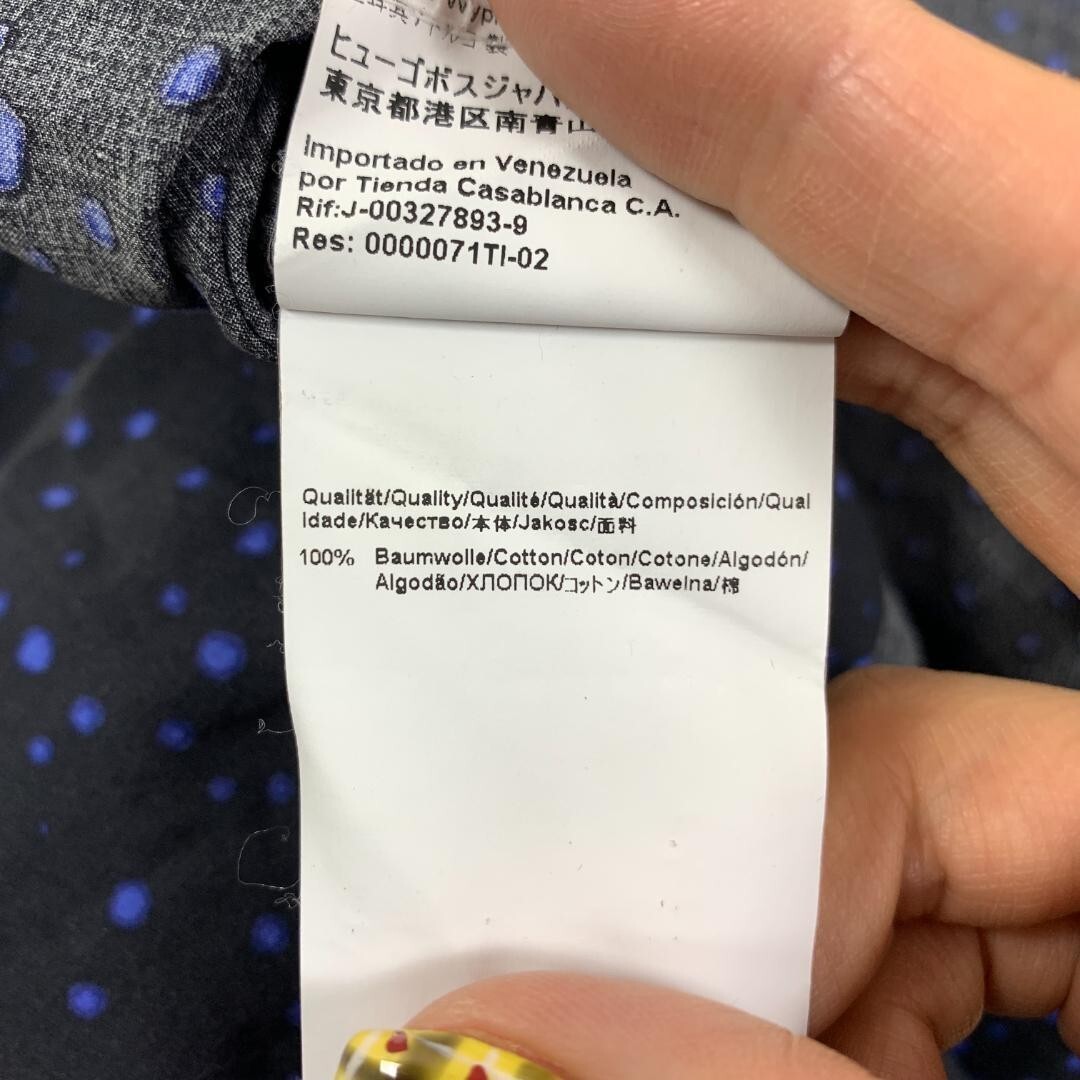 ヒューゴボスジャパ
東京都港区南青山
Importado en Venezuela
por Tienda Casablanca C.A.
Rif:J-00327893-9
Res: 0000071TI-02
Qualität/Quality/Qualité/Qualità/Composición/Qual
idade/Качество/本体/Jakosc/面料
100% Baumwolle/Cotton/Coton/Cotone/Algodón/
Algodão/ХЛОПОК/コットン/Bawelna/棉